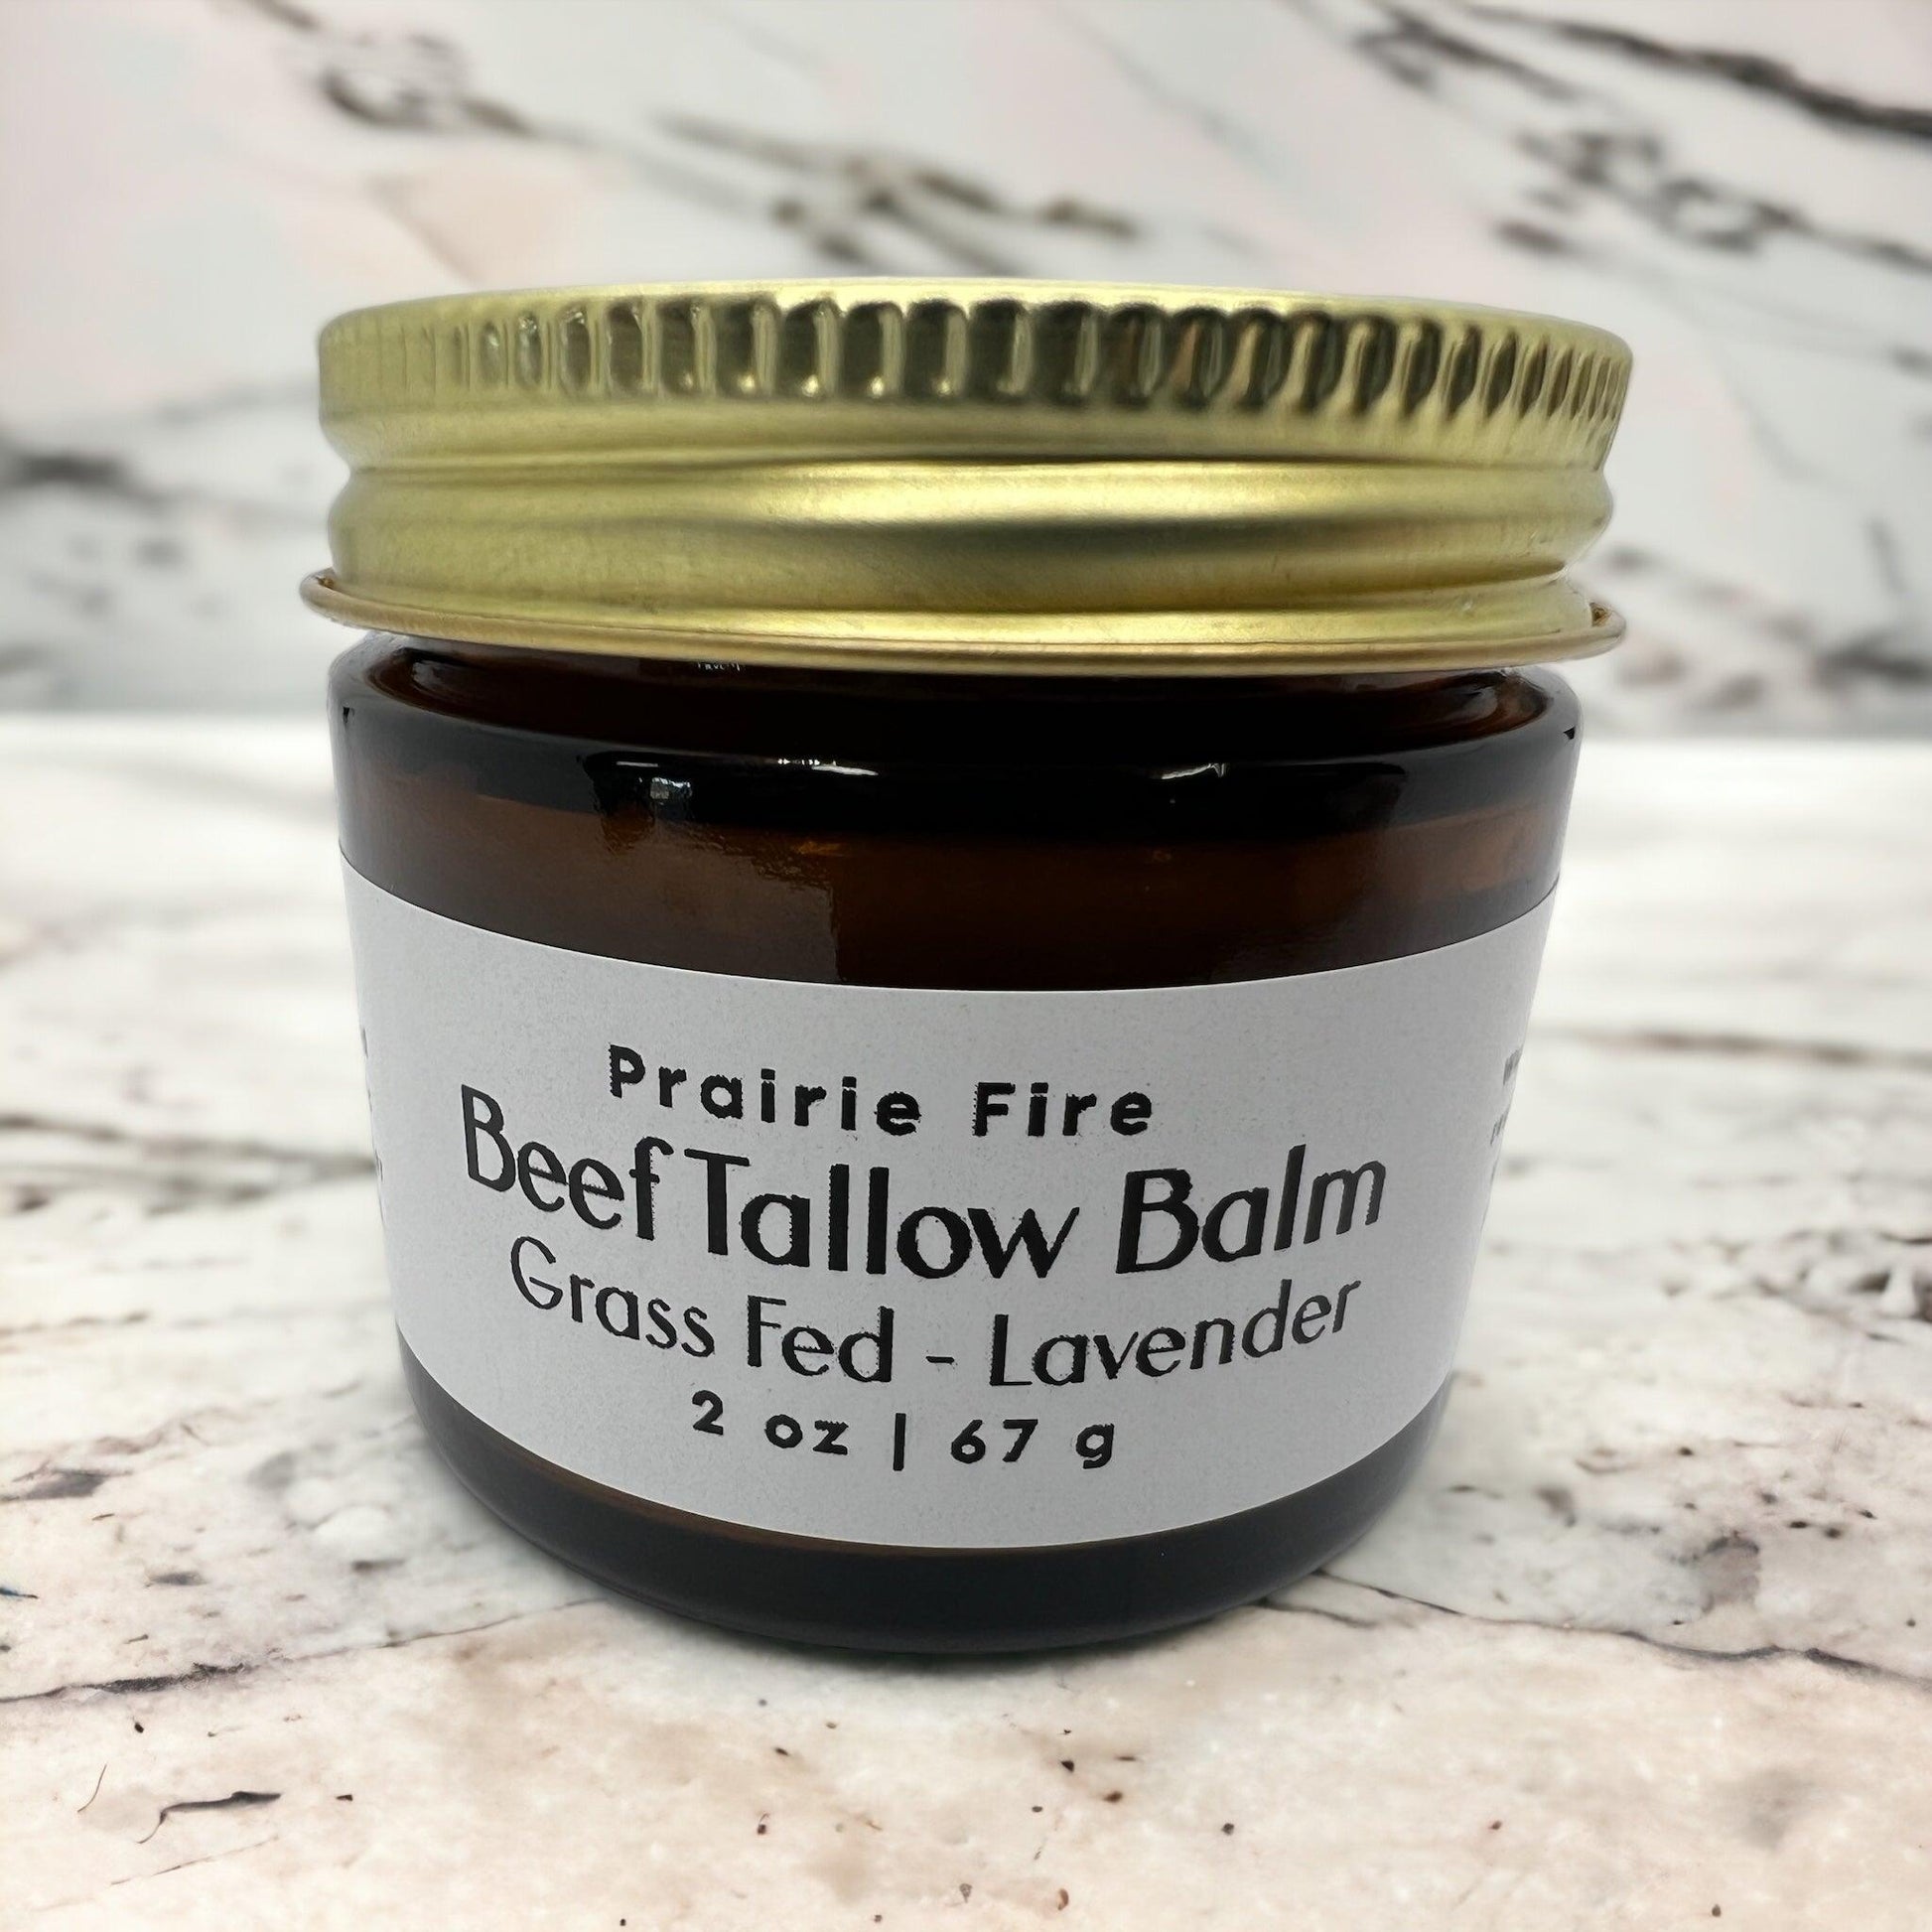 Prairie Fire
Beef Tallow Balm
Grass Fed - Lavender
2 oz | 67 g